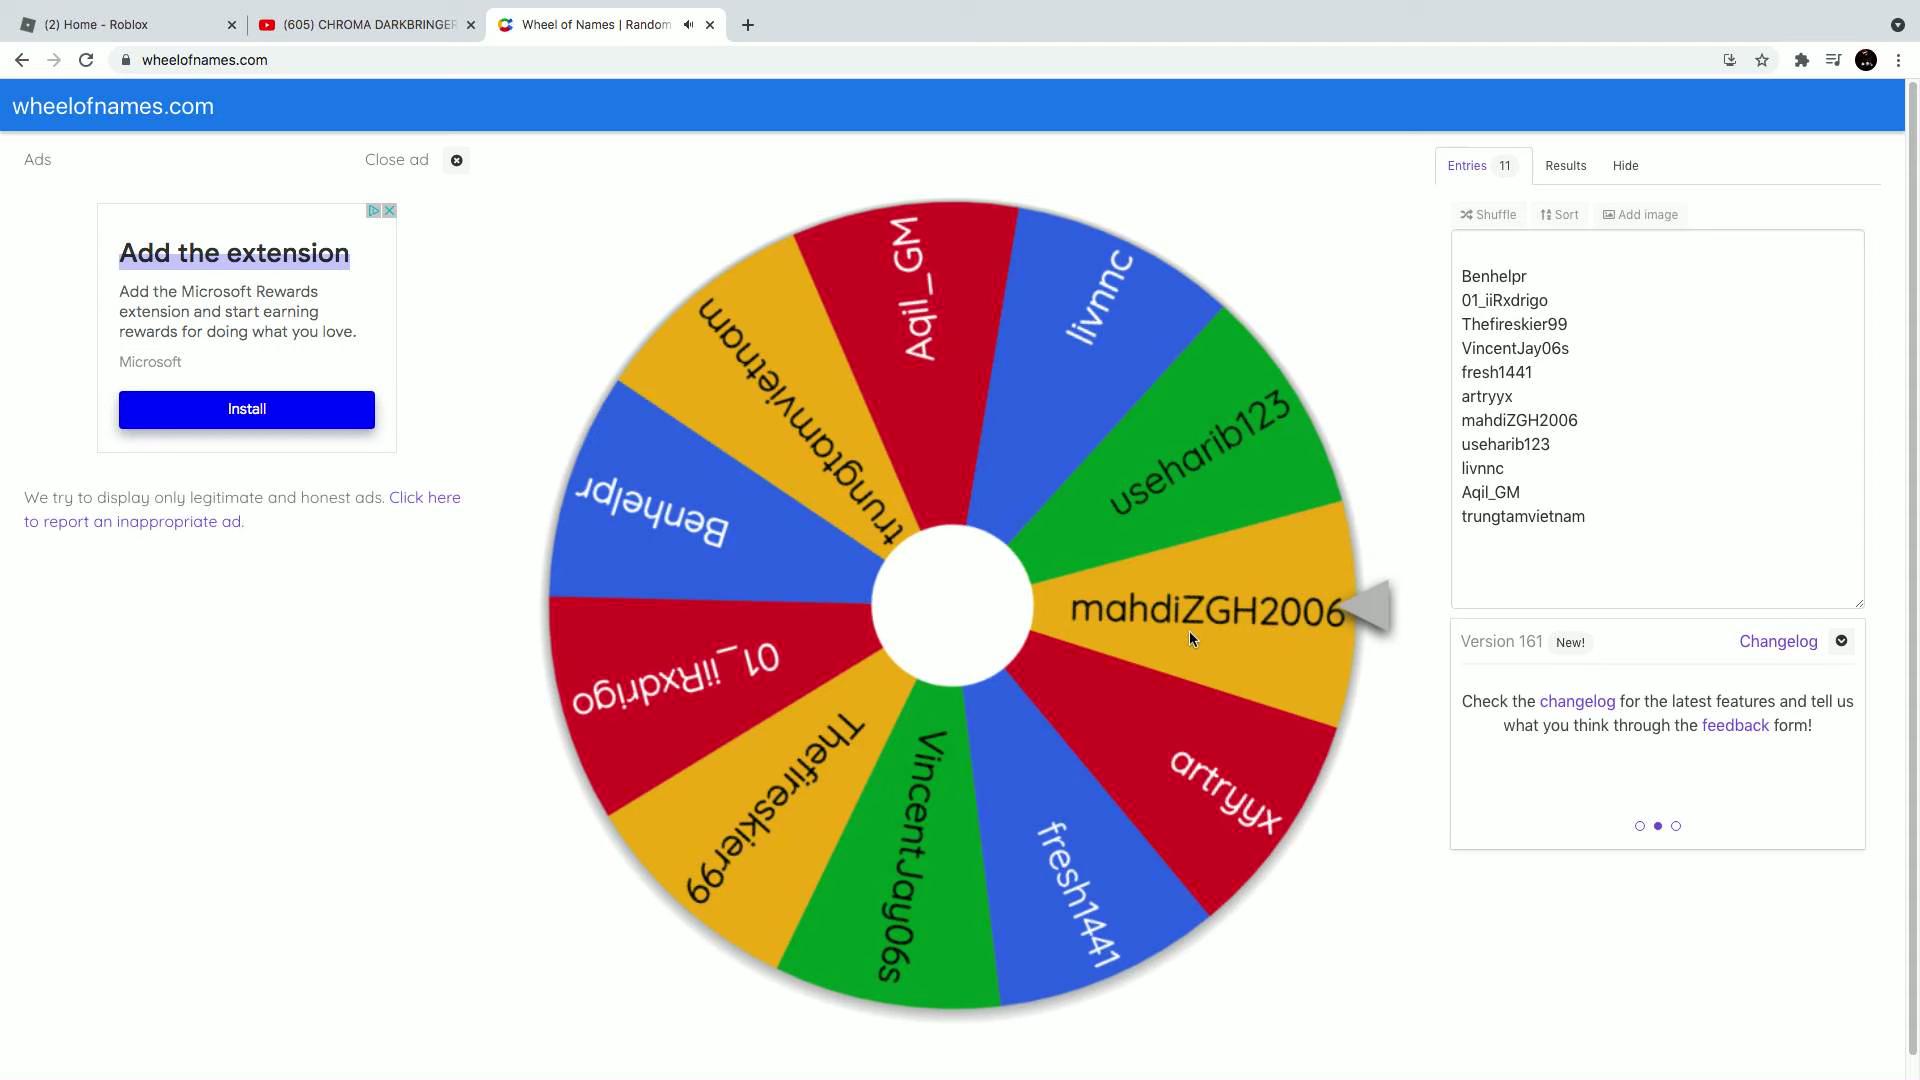 (2) Home - Roblox
(605) CHROMA DARKBRINGER
Wheel of Names | Random
wheelofnames.com
wheelofnames.com
Ads
Close ad
Add the extension
Add the Microsoft Rewards
extension and start earning
rewards for doing what you love.
Microsoft
Install
We try to display only legitimate and honest ads. Click here
to report an inappropriate ad.
Aqil_GM
livnnc
useharib123
mahdiZGH2006
artryyx
fresh1441
VincentJay06s
Thefireskier99
01_iiRxdrigo
Benhelpr
trungtamvietnam
Entries 11
Results
Hide
Shuffle
Sort
Add image
Benhelpr
01_iiRxdrigo
Thefireskier99
VincentJay06s
fresh1441
artryyx
mahdiZGH2006
useharib123
livnnc
Aqil_GM
trungtamvietnam
Version 161 New!
Changelog
Check the changelog for the latest features and tell us
what you think through the feedback form!